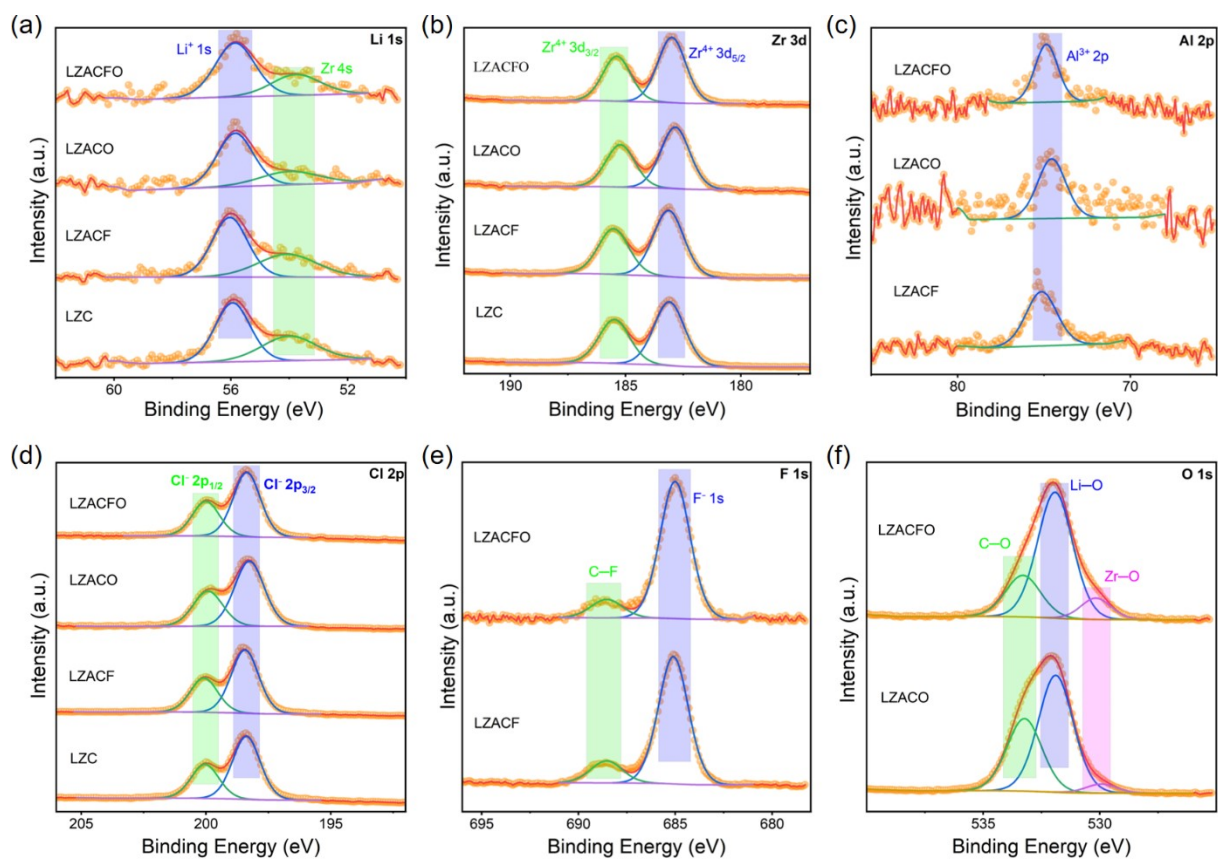 (a)
Li 1s
Li⁺ 1s
Zr 4s
LZACFO
LZACO
LZACF
LZC
Intensity (a.u.)
60 56 52
Binding Energy (eV)
(b)
Zr 3d
Zr⁴⁺ 3d₃/₂
Zr⁴⁺ 3d₅/₂
LZACFO
LZACO
LZACF
LZC
Intensity (a.u.)
190 185 180
Binding Energy (eV)
(c)
Al 2p
Al³⁺ 2p
LZACFO
LZACO
LZACF
Intensity (a.u.)
80 70
Binding Energy (eV)
(d)
Cl 2p
Cl⁻ 2p₁/₂
Cl⁻ 2p₃/₂
LZACFO
LZACO
LZACF
LZC
Intensity (a.u.)
205 200 195
Binding Energy (eV)
(e)
F 1s
F⁻ 1s
LZACFO
C—F
LZACF
Intensity (a.u.)
695 690 685 680
Binding Energy (eV)
(f)
O 1s
Li—O
C—O
LZACFO
Zr—O
LZACO
Intensity (a.u.)
535 530
Binding Energy (eV)